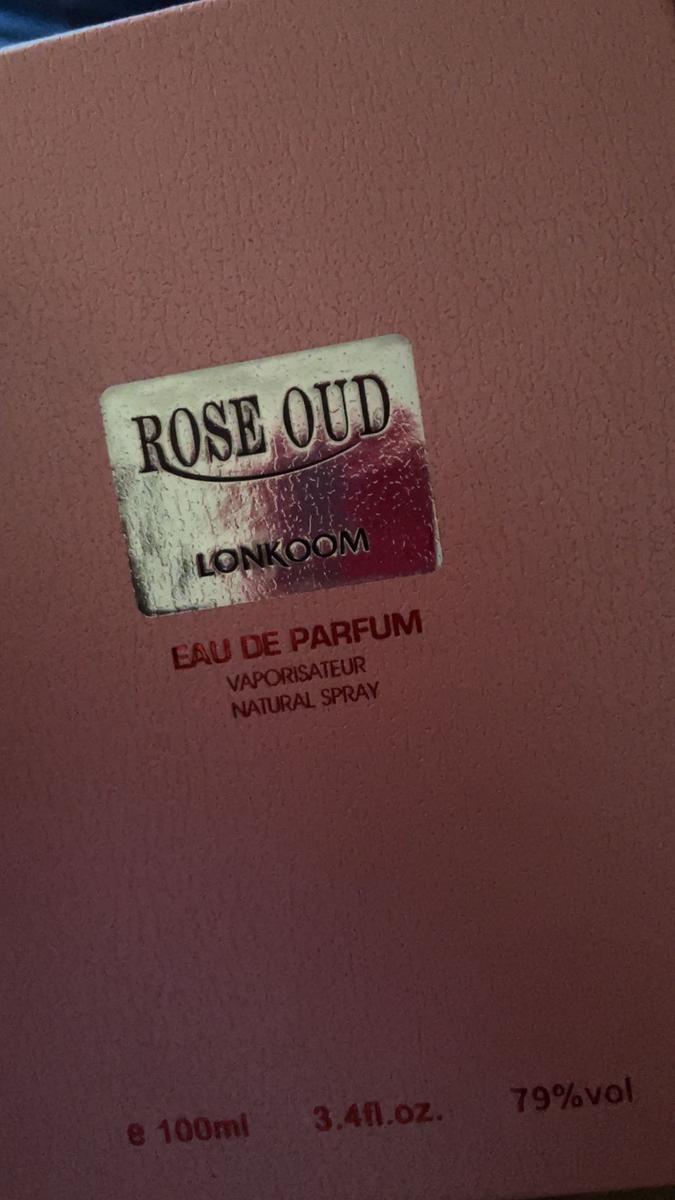 ROSE OUD
LONKOOM
EAU DE PARFUM
VAPORISATEUR
NATURAL SPRAY
e 100ml 3.4fl.oz. 79%vol